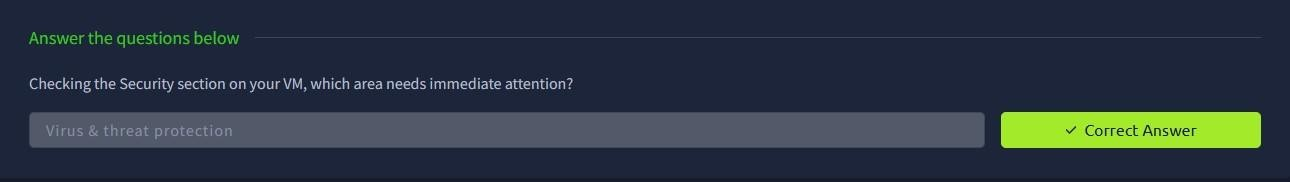 Answer the questions below
Checking the Security section on your VM, which area needs immediate attention?
Virus & threat protection
✓ Correct Answer